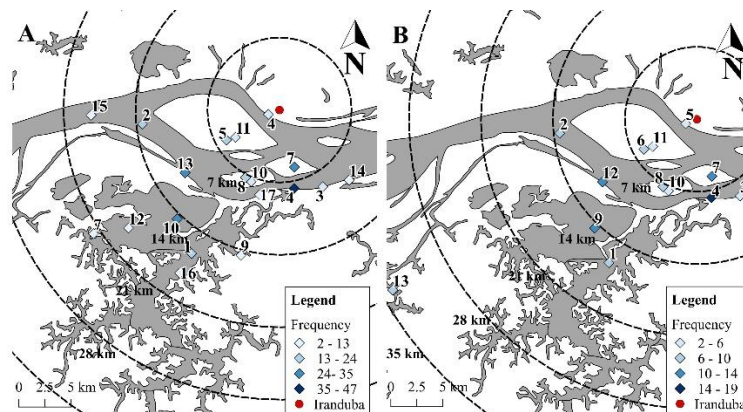 A
N
15
2
4
5
11
13
7
10
8
7 km
17
4
3
14
7
12
10
14 km
1
9
16
21 km
28 km
0 2.5 5 km
Legend
Frequency
2 - 13
13 - 24
24- 35
35 - 47
Iranduba
B
N
5
2
6
11
12
7
8
10
7 km
4
9
14 km
1
21 km
13
28 km
35 km
0 2.5 5 km
Legend
Frequency
2 - 6
6 - 10
10 - 14
14 - 19
Iranduba